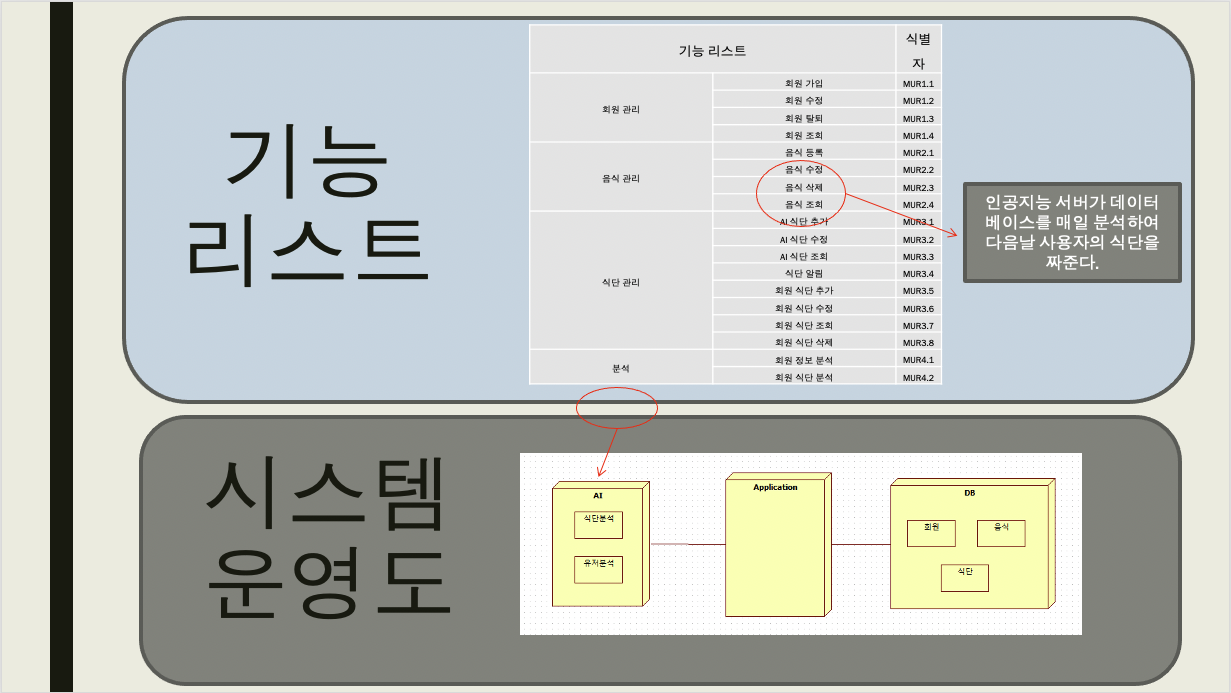 기능
리스트
기능 리스트
식별
자
회원 관리
회원 가입 MUR1.1
회원 수정 MUR1.2
회원 탈퇴 MUR1.3
회원 조회 MUR1.4
음식 관리
음식 등록 MUR2.1
음식 수정 MUR2.2
음식 삭제 MUR2.3
음식 조회 MUR2.4
식단 관리
AI 식단 추가 MUR3.1
AI 식단 수정 MUR3.2
AI 식단 조회 MUR3.3
식단 알림 MUR3.4
회원 식단 추가 MUR3.5
회원 식단 수정 MUR3.6
회원 식단 조회 MUR3.7
회원 식단 삭제 MUR3.8
분석
회원 정보 분석 MUR4.1
회원 식단 분석 MUR4.2
인공지능 서버가 데이터
베이스를 매일 분석하여
다음날 사용자의 식단을
짜준다.
시스템
운영도
AI
식단분석
유저분석
Application
DB
회원
음식
식단